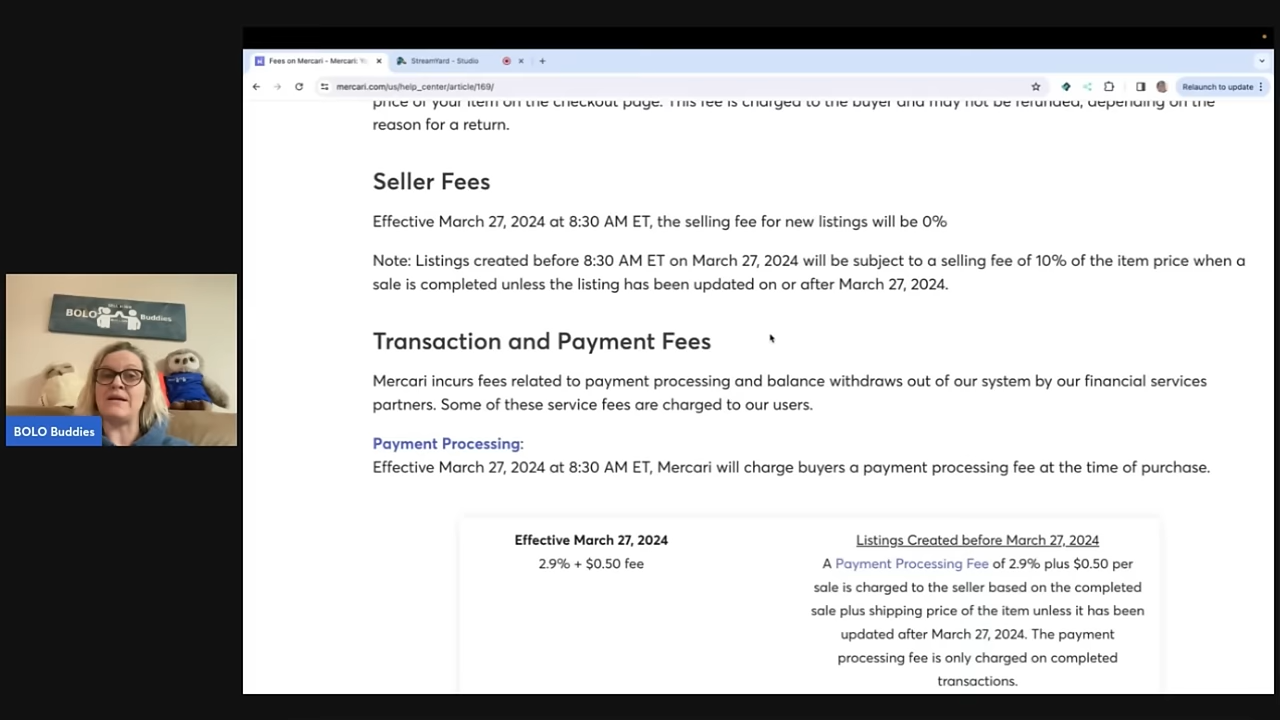 Fees on Mercari - Mercari:
StreamYard - Studio
mercari.com/us/help_center/article/169/
Relaunch to update
price of your item on the checkout page. This fee is charged to the buyer and may not be refunded, depending on the
reason for a return.
Seller Fees
Effective March 27, 2024 at 8:30 AM ET, the selling fee for new listings will be 0%
Note: Listings created before 8:30 AM ET on March 27, 2024 will be subject to a selling fee of 10% of the item price when a
sale is completed unless the listing has been updated on or after March 27, 2024.
Transaction and Payment Fees
Mercari incurs fees related to payment processing and balance withdraws out of our system by our financial services
partners. Some of these service fees are charged to our users.
Payment Processing:
Effective March 27, 2024 at 8:30 AM ET, Mercari will charge buyers a payment processing fee at the time of purchase.
Effective March 27, 2024
2.9% + $0.50 fee
Listings Created before March 27, 2024
A Payment Processing Fee of 2.9% plus $0.50 per
sale is charged to the seller based on the completed
sale plus shipping price of the item unless it has been
updated after March 27, 2024. The payment
processing fee is only charged on completed
transactions.
BOLO Buddies
BOLO Buddies